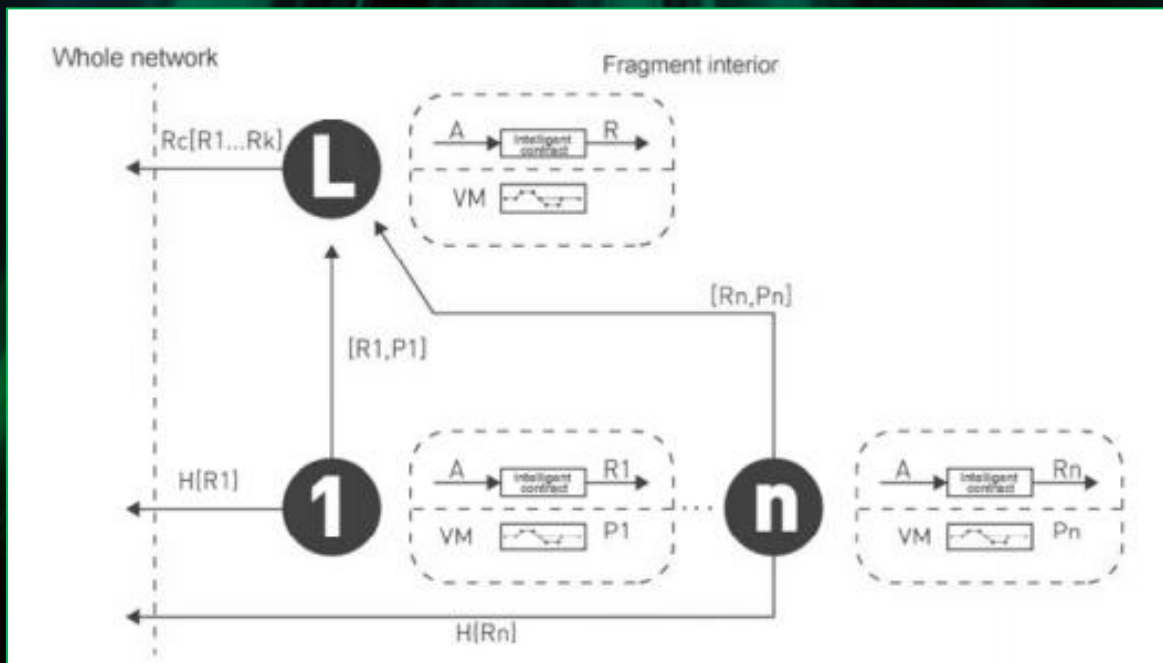 Whole network
Fragment interior
Rc[R1...Rk]
L
A
Intelligent
contract
R
VM
[Rn,Pn]
[R1,P1]
H[R1]
1
A
Intelligent
contract
R1
VM
P1
...
n
A
Intelligent
contract
Rn
VM
Pn
H[Rn]